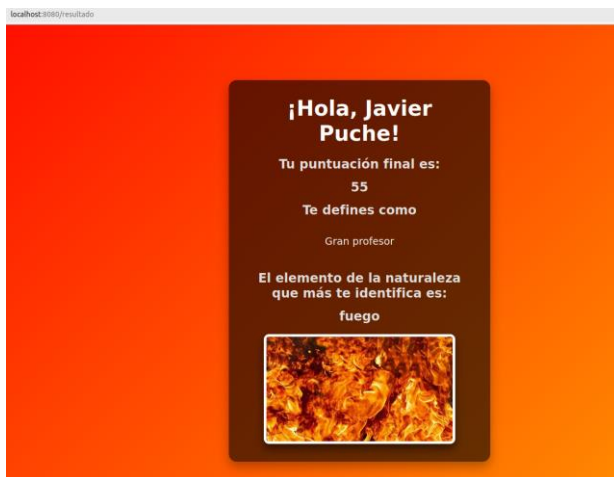 localhost:8080/resultado
¡Hola, Javier
Puche!
Tu puntuación final es:
55
Te defines como
Gran profesor
El elemento de la naturaleza
que más te identifica es:
fuego